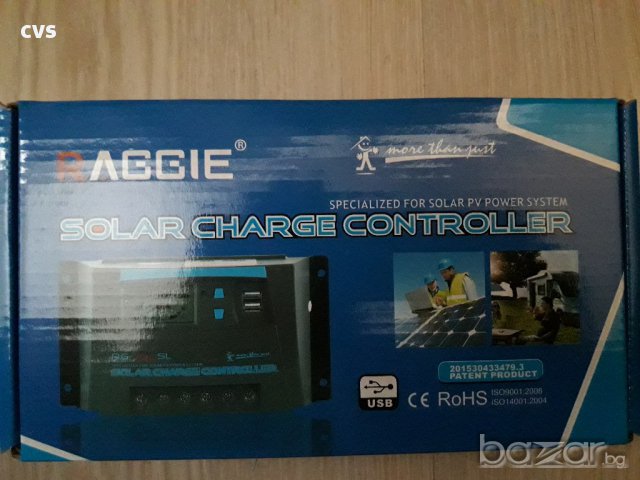 CVS
RAGGIE®
more than just
SPECIALIZED FOR SOLAR PV POWER SYSTEM
SOLAR CHARGE CONTROLLER
SOLAR CHARGE CONTROLLER
201530433479.3
PATENT PRODUCT
USB
CE RoHS
ISO9001:2008
ISO14001:2004
bazar.bg